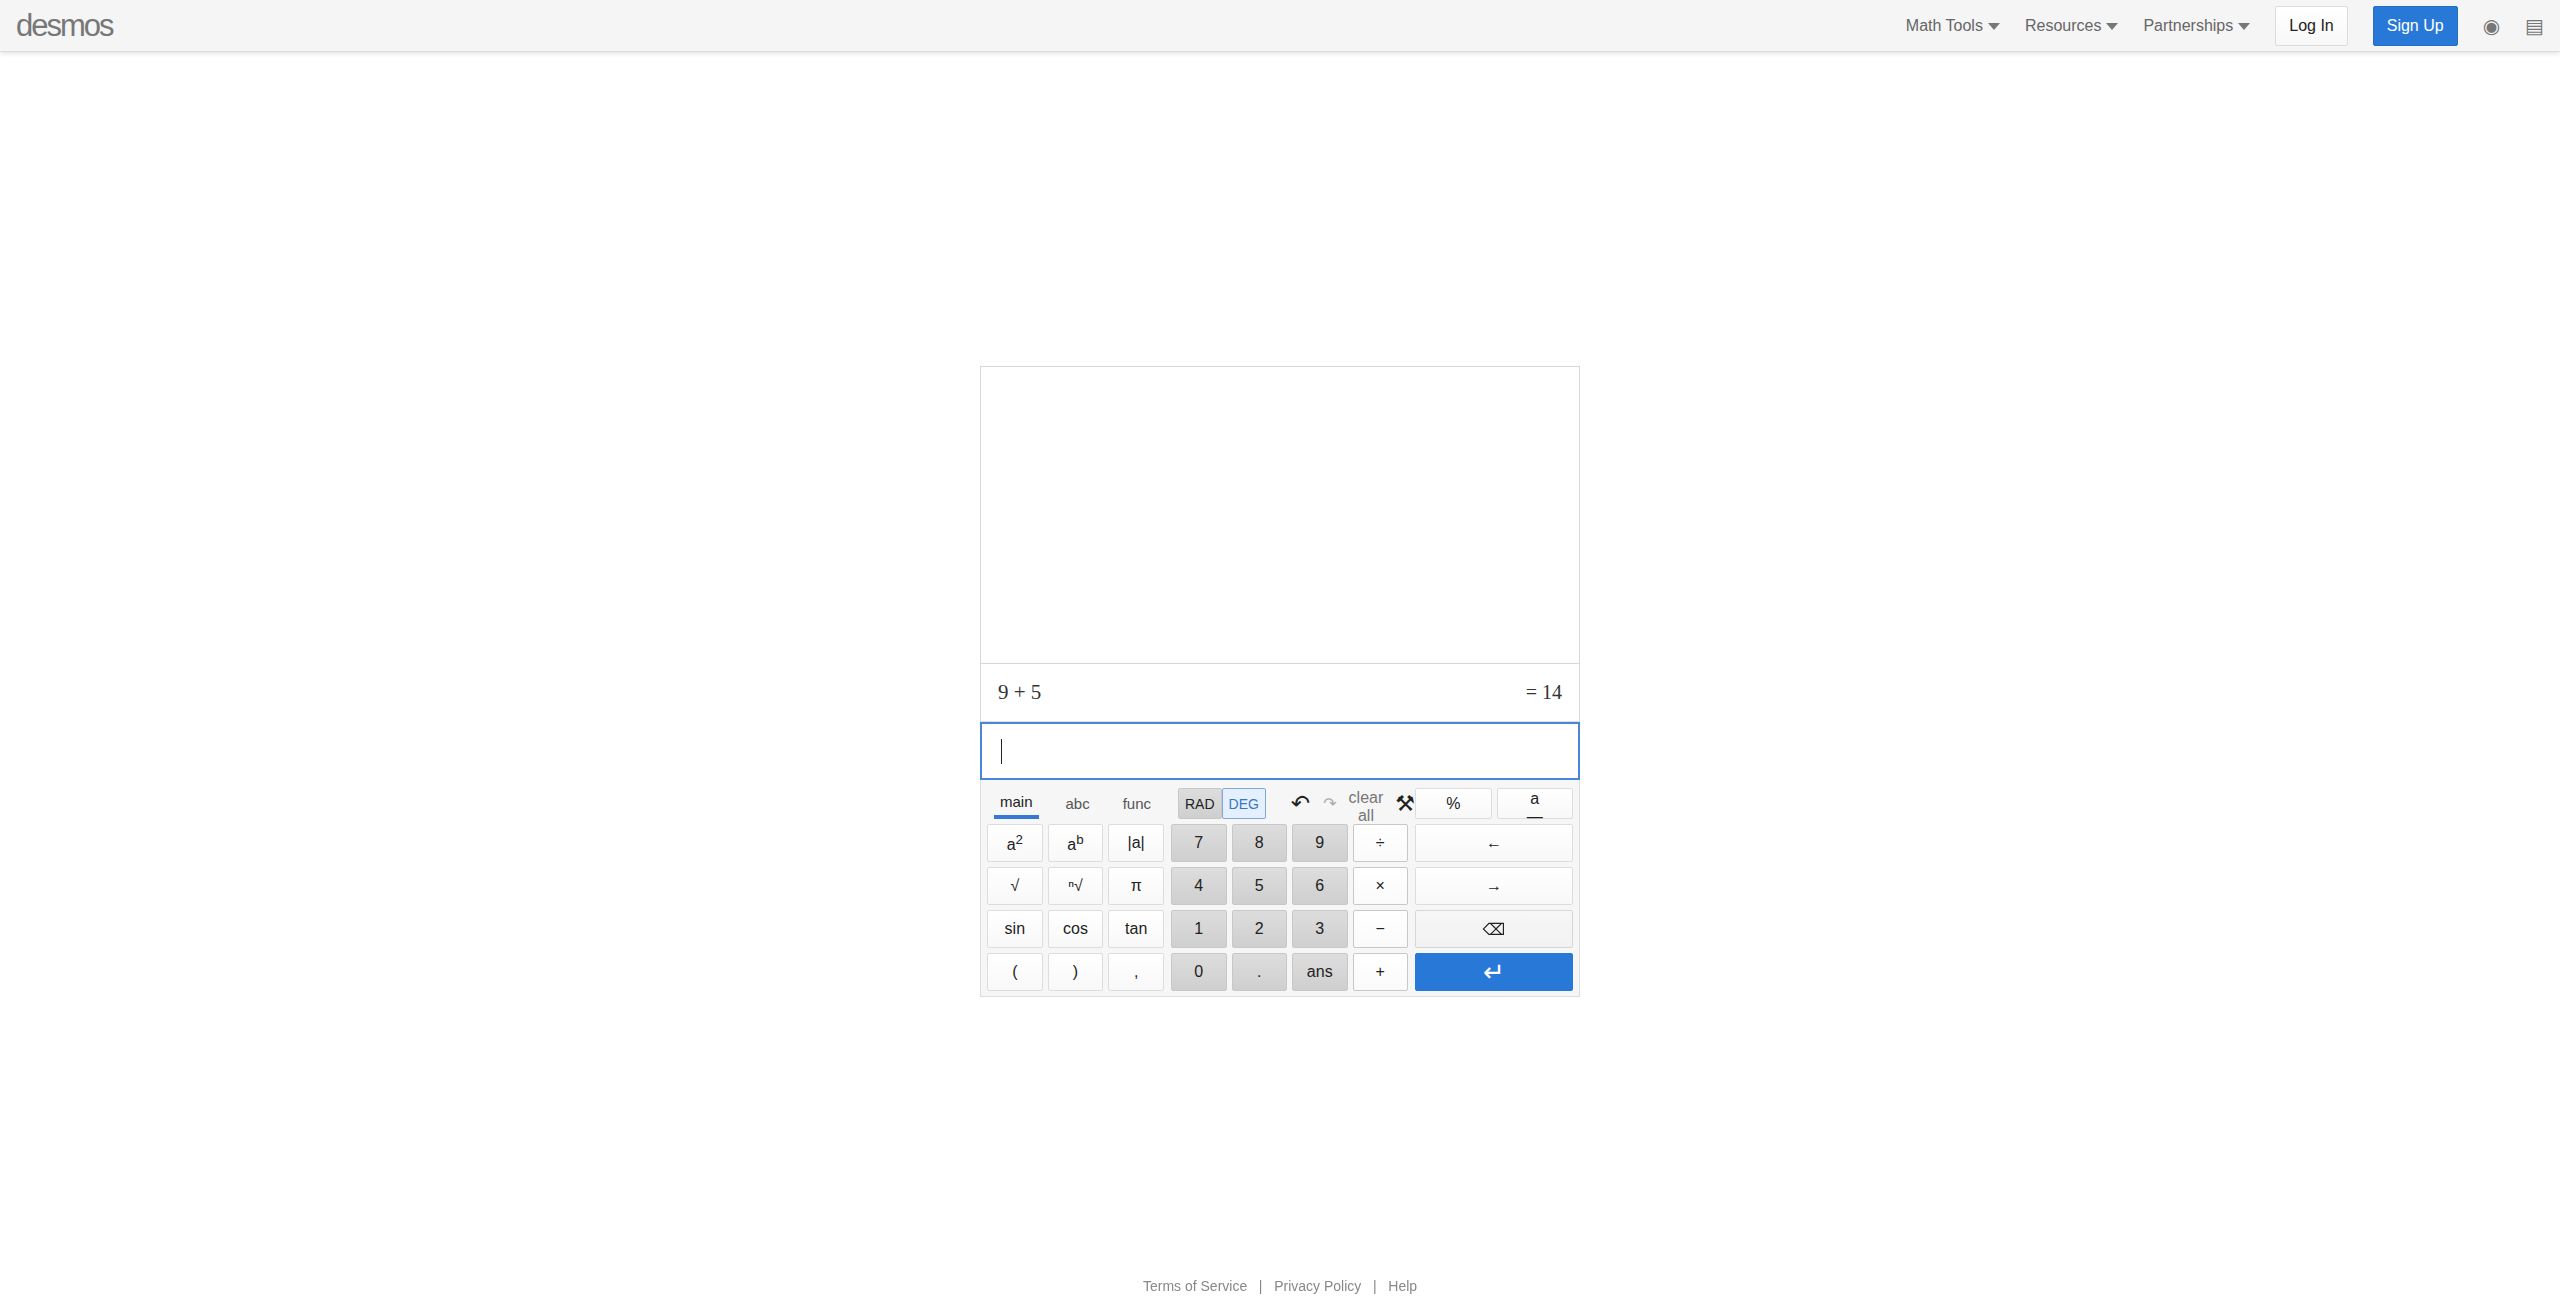 desmos Math Tools Resources Partnerships Log In Sign Up
9 + 5 = 14
main abc func RAD DEG clear all % a
a² aᵇ |a| 7 8 9 ÷ ←
√ ⁿ√ π 4 5 6 × →
sin cos tan 1 2 3 − ⌫
( ) , 0 . ans + ↵
Terms of Service | Privacy Policy | Help